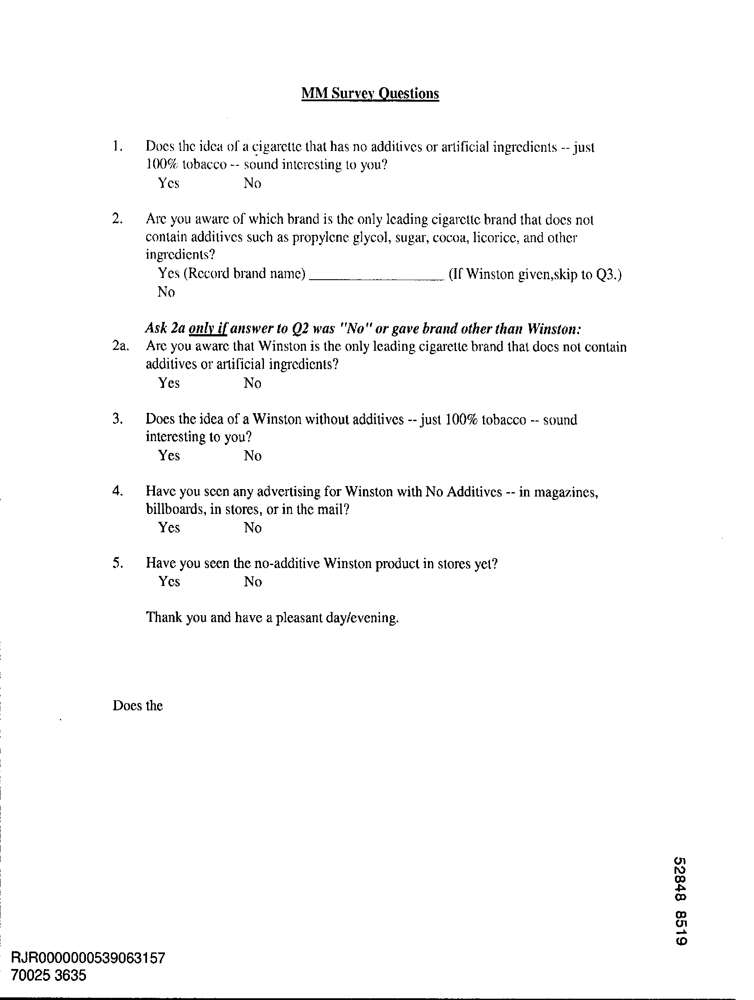 MM Survey Questions
1. Does the idea of a cigarette that has no additives or artificial ingredients -- just
100% tobacco -- sound interesting to you?
Yes No
2. Are you aware of which brand is the only leading cigarette brand that does not
contain additives such as propylene glycol, sugar, cocoa, licorice, and other
ingredients?
Yes (Record brand name) ____________________ (If Winston given,skip to Q3.)
No
Ask 2a only if answer to Q2 was "No" or gave brand other than Winston:
2a. Are you aware that Winston is the only leading cigarette brand that does not contain
additives or artificial ingredients?
Yes No
3. Does the idea of a Winston without additives -- just 100% tobacco -- sound
interesting to you?
Yes No
4. Have you seen any advertising for Winston with No Additives -- in magazines,
billboards, in stores, or in the mail?
Yes No
5. Have you seen the no-additive Winston product in stores yet?
Yes No
Thank you and have a pleasant day/evening.
Does the
52848 8519
RJR0000000539063157
70025 3635